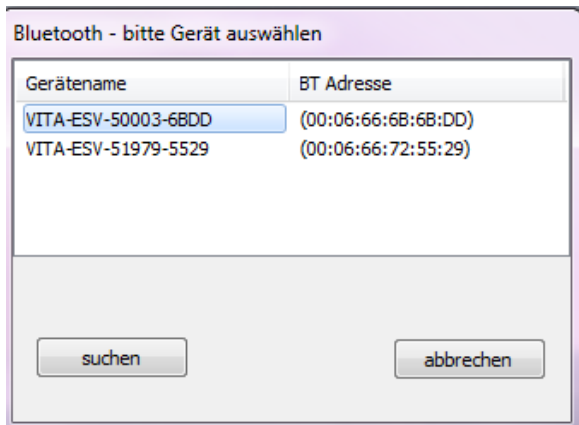 Bluetooth - bitte Gerät auswählen
Gerätename BT Adresse
VITA-ESV-50003-6BDD (00:06:66:6B:6B:DD)
VITA-ESV-51979-5529 (00:06:66:72:55:29)
suchen abbrechen